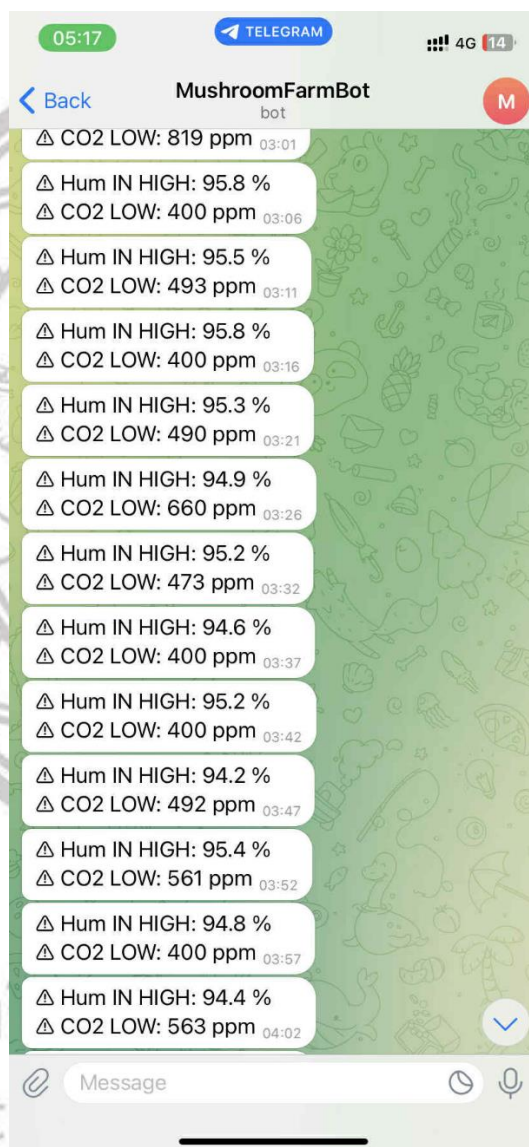 05:17
TELEGRAM
4G 14
Back
MushroomFarmBot
bot
M
⚠ CO2 LOW: 819 ppm 03:01
⚠ Hum IN HIGH: 95.8 %
⚠ CO2 LOW: 400 ppm 03:06
⚠ Hum IN HIGH: 95.5 %
⚠ CO2 LOW: 493 ppm 03:11
⚠ Hum IN HIGH: 95.8 %
⚠ CO2 LOW: 400 ppm 03:16
⚠ Hum IN HIGH: 95.3 %
⚠ CO2 LOW: 490 ppm 03:21
⚠ Hum IN HIGH: 94.9 %
⚠ CO2 LOW: 660 ppm 03:26
⚠ Hum IN HIGH: 95.2 %
⚠ CO2 LOW: 473 ppm 03:32
⚠ Hum IN HIGH: 94.6 %
⚠ CO2 LOW: 400 ppm 03:37
⚠ Hum IN HIGH: 95.2 %
⚠ CO2 LOW: 400 ppm 03:42
⚠ Hum IN HIGH: 94.2 %
⚠ CO2 LOW: 492 ppm 03:47
⚠ Hum IN HIGH: 95.4 %
⚠ CO2 LOW: 561 ppm 03:52
⚠ Hum IN HIGH: 94.8 %
⚠ CO2 LOW: 400 ppm 03:57
⚠ Hum IN HIGH: 94.4 %
⚠ CO2 LOW: 563 ppm 04:02
Message